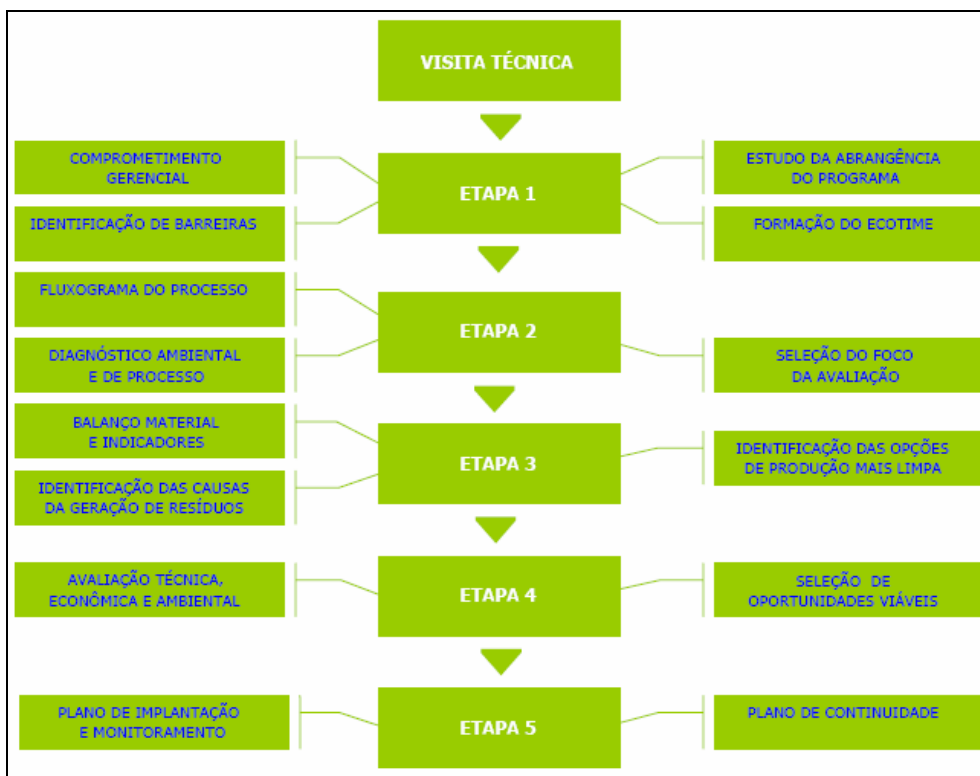 VISITA TÉCNICA
COMPROMETIMENTO
GERENCIAL
IDENTIFICAÇÃO DE BARREIRAS
ETAPA 1
ESTUDO DA ABRANGÊNCIA
DO PROGRAMA
FORMAÇÃO DO ECOTIME
FLUXOGRAMA DO PROCESSO
DIAGNÓSTICO AMBIENTAL
E DE PROCESSO
ETAPA 2
SELEÇÃO DO FOCO
DA AVALIAÇÃO
BALANÇO MATERIAL
E INDICADORES
IDENTIFICAÇÃO DAS CAUSAS
DA GERAÇÃO DE RESÍDUOS
ETAPA 3
IDENTIFICAÇÃO DAS OPÇÕES
DE PRODUÇÃO MAIS LIMPA
AVALIAÇÃO TÉCNICA,
ECONÔMICA E AMBIENTAL
ETAPA 4
SELEÇÃO DE
OPORTUNIDADES VIÁVEIS
PLANO DE IMPLANTAÇÃO
E MONITORAMENTO
ETAPA 5
PLANO DE CONTINUIDADE